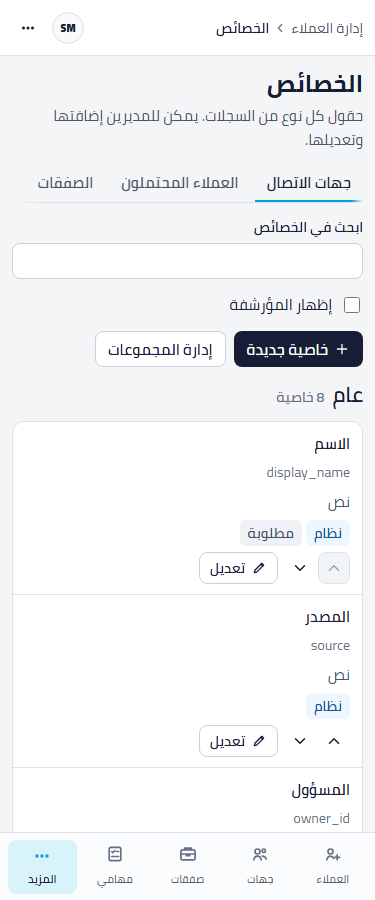 إدارة العملاء › الخصائص
SM
الخصائص
حقول كل نوع من السجلات. يمكن للمديرين إضافتها
وتعديلها.
جهات الاتصال
العملاء المحتملون
الصفقات
ابحث في الخصائص
إظهار المؤرشفة
+ خاصية جديدة
إدارة المجموعات
عام 8 خاصية
الاسم
display_name
نص
نظام مطلوبة
تعديل
المصدر
source
نص
نظام
تعديل
المسؤول
owner_id
العملاء
جهات
صفقات
مهامي
المزيد